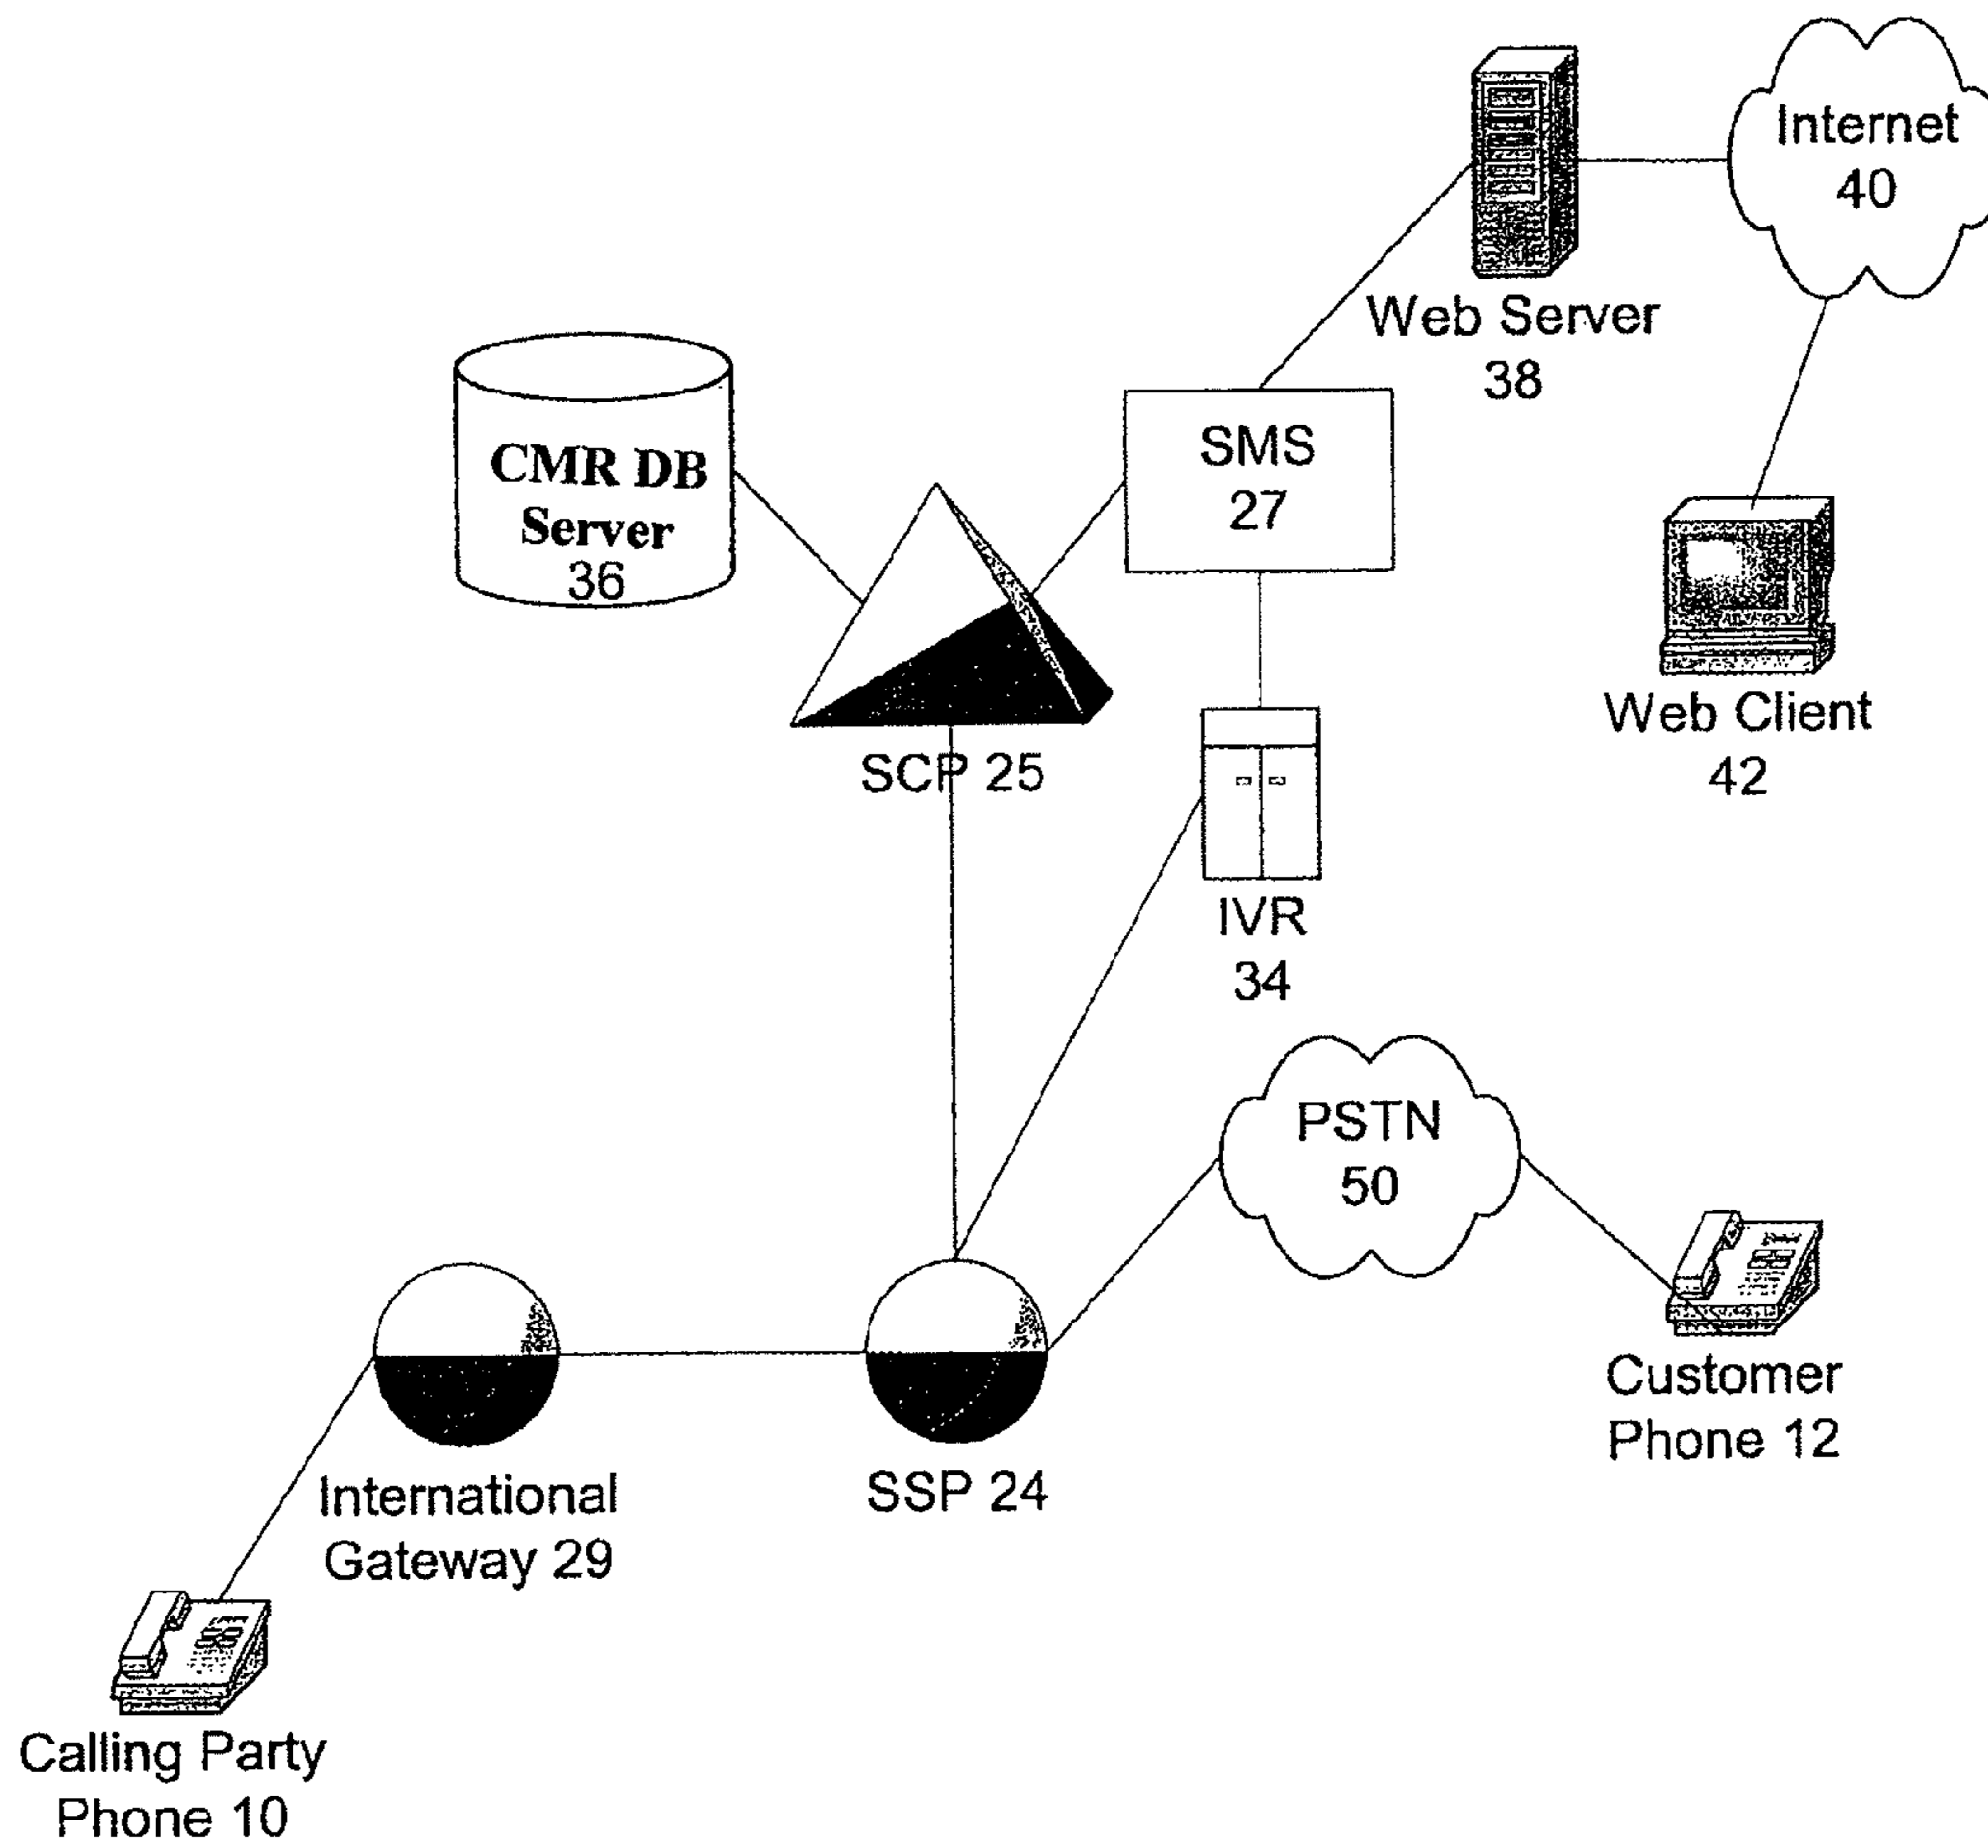 Internet
40
Web Server
38
CMR DB
Server
36
SMS
27
Web Client
42
SCP 25
IVR
34
PSTN
50
Customer
Phone 12
International
Gateway 29
SSP 24
Calling Party
Phone 10